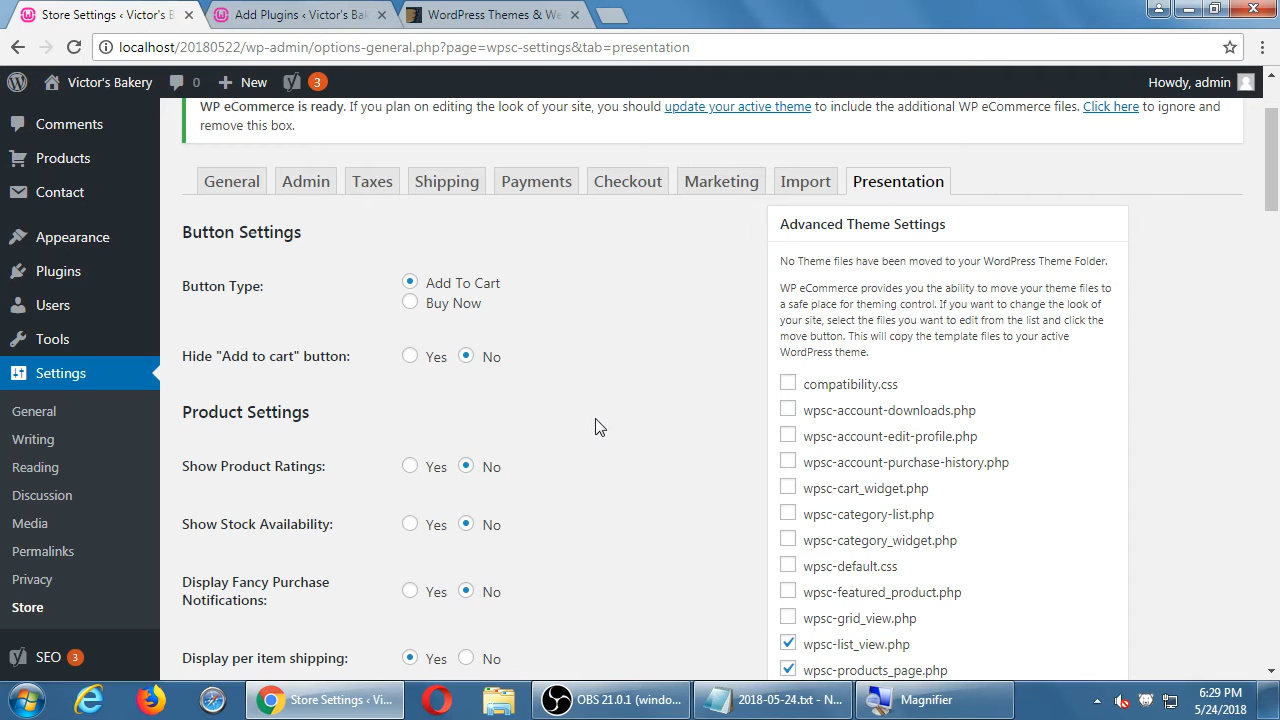 Store Settings ‹ Victor's B
Add Plugins ‹ Victor's Bak
WordPress Themes & We
localhost/20180522/wp-admin/options-general.php?page=wpsc-settings&tab=presentation
Victor's Bakery
0
New
3
Howdy, admin
WP eCommerce is ready. If you plan on editing the look of your site, you should update your active theme to include the additional WP eCommerce files. Click here to ignore and
remove this box.
Comments
Products
Contact
Appearance
Plugins
Users
Tools
Settings
General
Writing
Reading
Discussion
Media
Permalinks
Privacy
Store
SEO 3
General
Admin
Taxes
Shipping
Payments
Checkout
Marketing
Import
Presentation
Button Settings
Button Type:
Add To Cart
Buy Now
Hide "Add to cart" button:
Yes
No
Product Settings
Show Product Ratings:
Yes
No
Show Stock Availability:
Yes
No
Display Fancy Purchase
Notifications:
Yes
No
Display per item shipping:
Yes
No
Advanced Theme Settings
No Theme files have been moved to your WordPress Theme Folder.
WP eCommerce provides you the ability to move your theme files to
a safe place for theming control. If you want to change the look of
your site, select the files you want to edit from the list and click the
move button. This will copy the template files to your active
WordPress theme.
compatibility.css
wpsc-account-downloads.php
wpsc-account-edit-profile.php
wpsc-account-purchase-history.php
wpsc-cart_widget.php
wpsc-category-list.php
wpsc-category_widget.php
wpsc-default.css
wpsc-featured_product.php
wpsc-grid_view.php
wpsc-list_view.php
wpsc-products_page.php
Store Settings ‹ Vi...
OBS 21.0.1 (windo...
2018-05-24.txt - N...
Magnifier
6:29 PM
5/24/2018